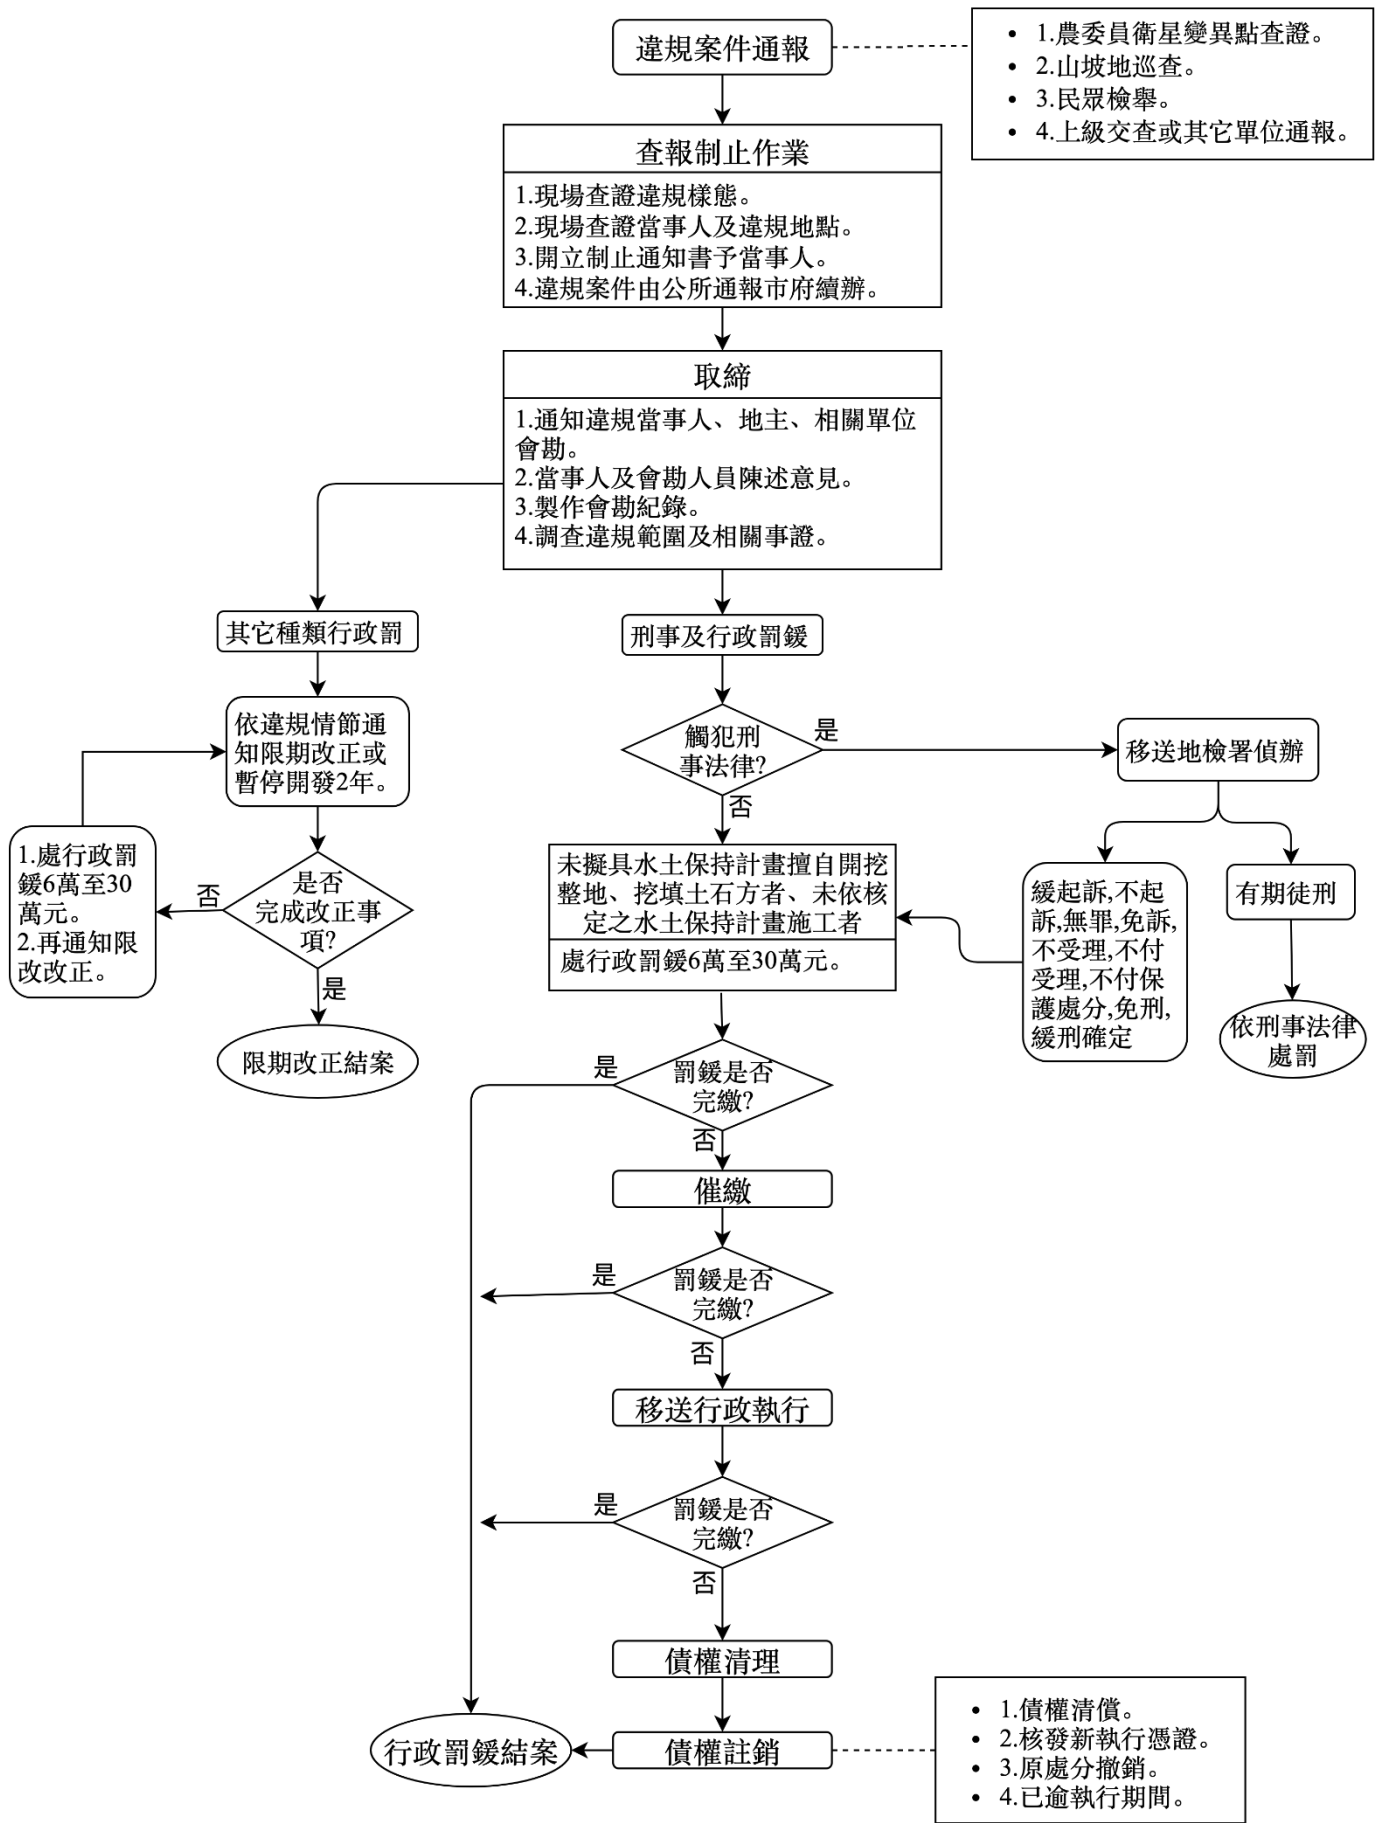 違規案件通報
1.農委員衛星變異點查證。
2.山坡地巡查。
3.民眾檢舉。
4.上級交查或其它單位通報。
查報制止作業
1.現場查證違規樣態。
2.現場查證當事人及違規地點。
3.開立制止通知書予當事人。
4.違規案件由公所通報市府續辦。
取締
1.通知違規當事人、地主、相關單位
會勘。
2.當事人及會勘人員陳述意見。
3.製作會勘紀錄。
4.調查違規範圍及相關事證。
其它種類行政罰
依違規情節通
知限期改正或
暫停開發2年。
是否
完成改正事
項?
否
1.處行政罰
鍰6萬至30
萬元。
2.再通知限
改改正。
是
限期改正結案
刑事及行政罰鍰
觸犯刑
事法律?
是
移送地檢署偵辦
緩起訴,不起
訴,無罪,免訴,
不受理,不付
受理,不付保
護處分,免刑,
緩刑確定
有期徒刑
依刑事法律
處罰
否
未擬具水土保持計畫擅自開挖
整地、挖填土石方者、未依核
定之水土保持計畫施工者
處行政罰鍰6萬至30萬元。
罰鍰是否
完繳?
是
否
催繳
罰鍰是否
完繳?
是
否
移送行政執行
罰鍰是否
完繳?
是
否
債權清理
債權註銷
1.債權清償。
2.核發新執行憑證。
3.原處分撤銷。
4.已逾執行期間。
行政罰鍰結案